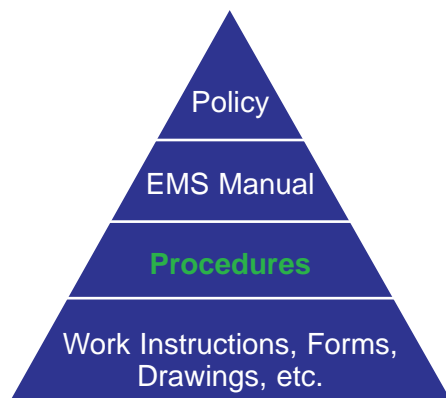 Policy
EMS Manual
Procedures
Work Instructions, Forms,
Drawings, etc.